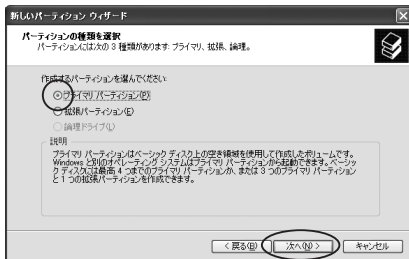 新しいパーティション ウィザード
パーティションの種類を選択
パーティションには次の 3 種類があります: プライマリ、拡張、論理。
作成するパーティションを選んでください:
プライマリ パーティション(P)
拡張パーティション(E)
論理ドライブ(L)
説明
プライマリ パーティションはベーシック ディスク上の空き領域を使用して作成したボリュームです。
Windows と別のオペレーティング システムはプライマリ パーティションから起動できます。ベーシッ
ク ディスクには最高 4 つまでのプライマリ パーティションか、または 3 つのプライマリ パーティション
と 1 つの拡張パーティションを作成できます。
< 戻る(B)
次へ(N) >
キャンセル